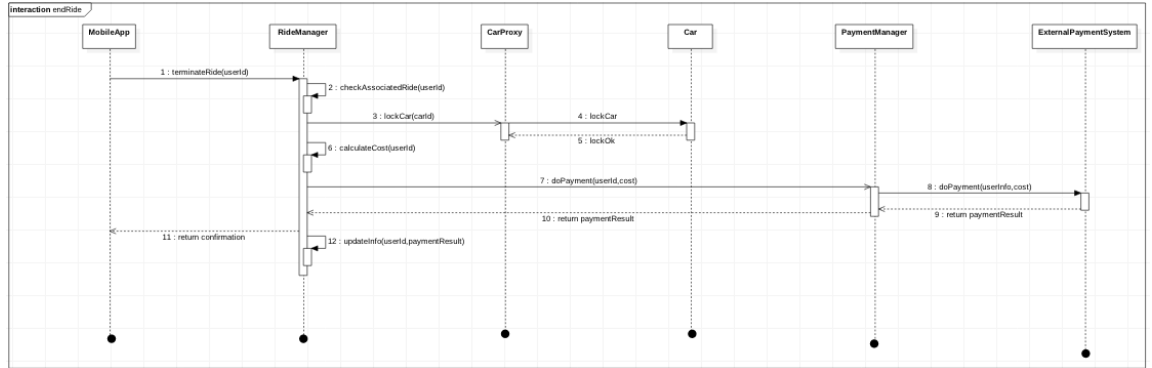 interaction endRide
MobileApp
RideManager
CarProxy
Car
PaymentManager
ExternalPaymentSystem
1 : terminateRide(userId)
2 : checkAssociatedRide(userId)
3 : lockCar(carId)
4 : lockCar
5 : lockOk
6 : calculateCost(userId)
7 : doPayment(userId,cost)
8 : doPayment(userInfo,cost)
9 : return paymentResult
10 : return paymentResult
11 : return confirmation
12 : updateInfo(userId,paymentResult)